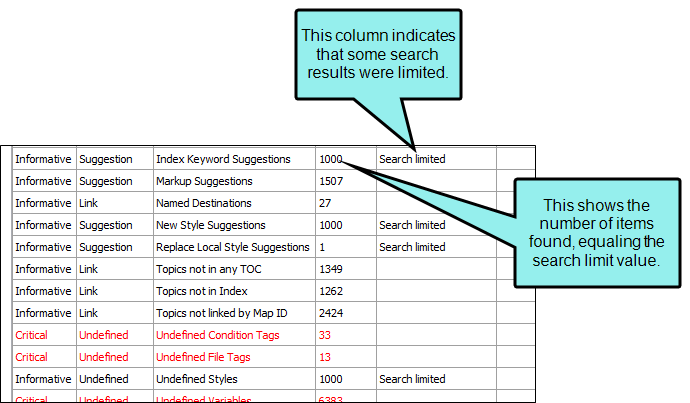 This column indicates
that some search
results were limited.
Informative Suggestion Index Keyword Suggestions 1000 Search limited
Informative Suggestion Markup Suggestions 1507
Informative Link Named Destinations 27
Informative Suggestion New Style Suggestions 1000 Search limited
Informative Suggestion Replace Local Style Suggestions 1 Search limited
Informative Link Topics not in any TOC 1349
Informative Link Topics not in Index 1262
Informative Link Topics not linked by Map ID 2424
Critical Undefined Undefined Condition Tags 33
Critical Undefined Undefined File Tags 13
Informative Undefined Undefined Styles 1000 Search limited
Critical Undefined Undefined Variables 6383
This shows the
number of items
found, equaling the
search limit value.